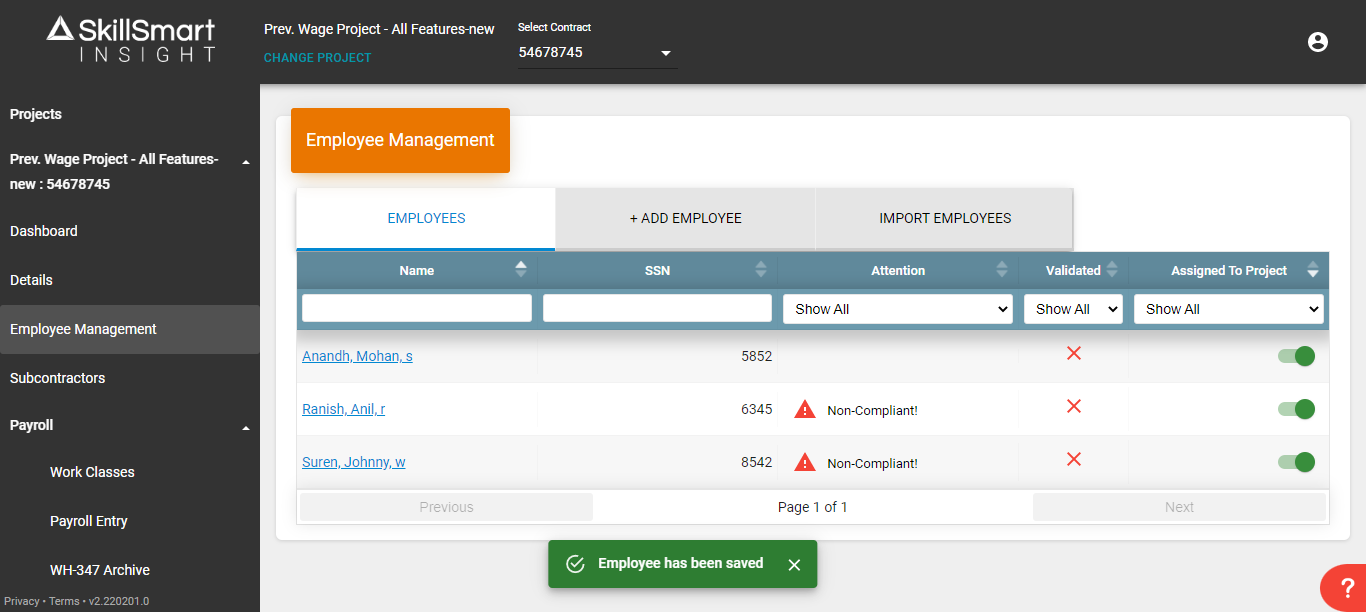 SkillSmart
INSIGHT
Prev. Wage Project - All Features-new
CHANGE PROJECT
Select Contract
54678745
Projects
Prev. Wage Project - All Features-
new : 54678745
Dashboard
Details
Employee Management
Subcontractors
Payroll
Work Classes
Payroll Entry
WH-347 Archive
Privacy • Terms • v2.220201.0
Employee Management
EMPLOYEES + ADD EMPLOYEE IMPORT EMPLOYEES
Name SSN Attention Validated Assigned To Project
Show All Show All Show All
Anandh, Mohan, s 5852
Ranish, Anil, r 6345 Non-Compliant!
Suren, Johnny, w 8542 Non-Compliant!
Previous Page 1 of 1 Next
Employee has been saved
?